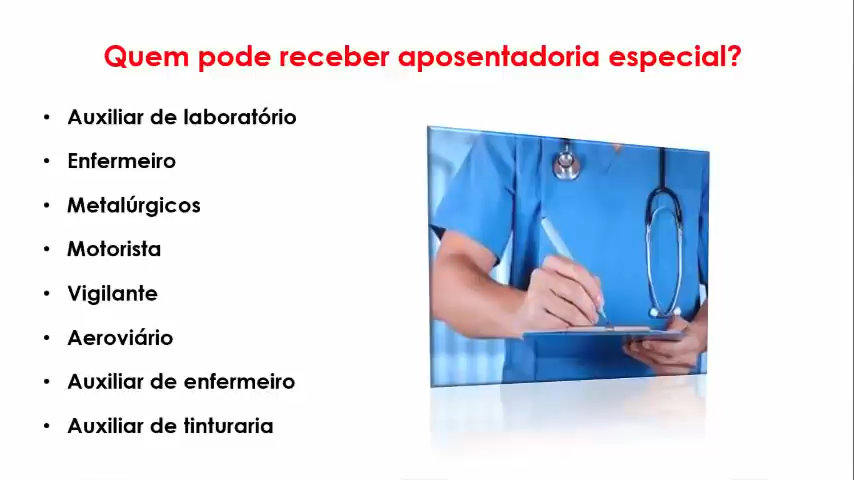 Quem pode receber aposentadoria especial?
• Auxiliar de laboratório
• Enfermeiro
• Metalúrgicos
• Motorista
• Vigilante
• Aeroviário
• Auxiliar de enfermeiro
• Auxiliar de tinturaria